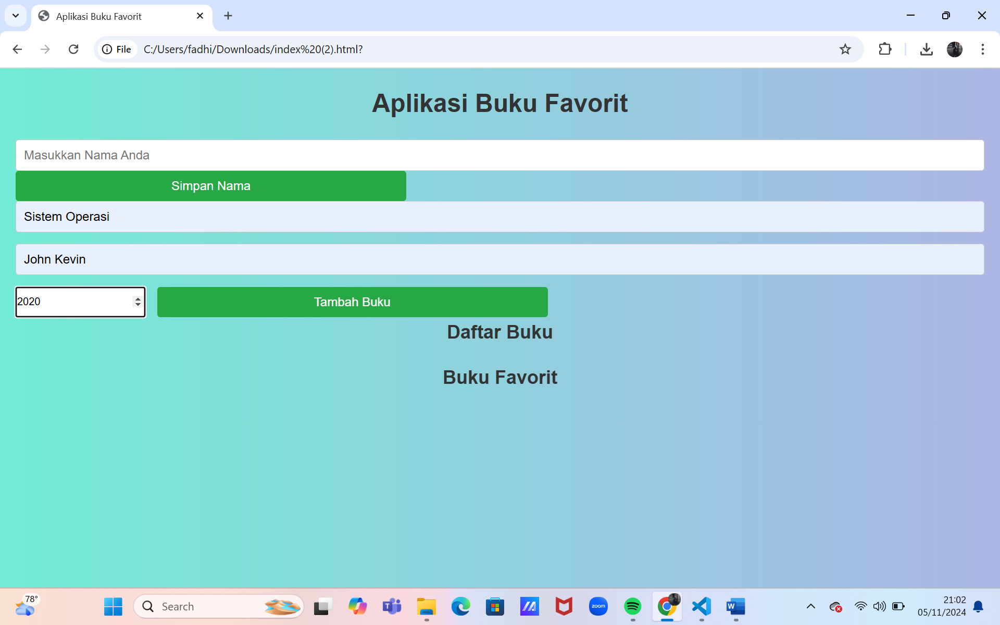 Aplikasi Buku Favorit
File C:/Users/fadhi/Downloads/index%20(2).html?
Aplikasi Buku Favorit
Masukkan Nama Anda
Simpan Nama
Sistem Operasi
John Kevin
2020
Tambah Buku
Daftar Buku
Buku Favorit
78°
Search
T
zoom
W
21:02
05/11/2024